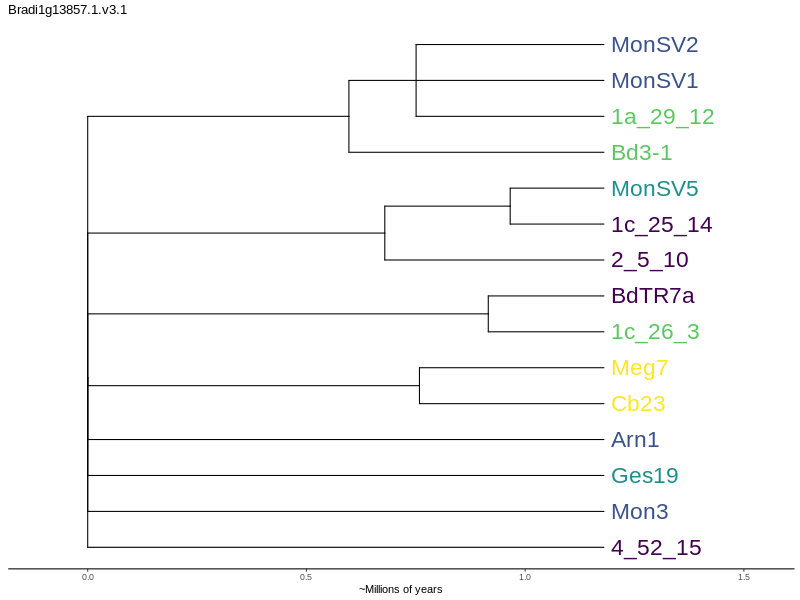 Bradi1g13857.1.v3.1
MonSV2
MonSV1
1a_29_12
Bd3-1
MonSV5
1c_25_14
2_5_10
BdTR7a
1c_26_3
Meg7
Cb23
Arn1
Ges19
Mon3
4_52_15
0.0 0.5 1.0 1.5
~Millions of years